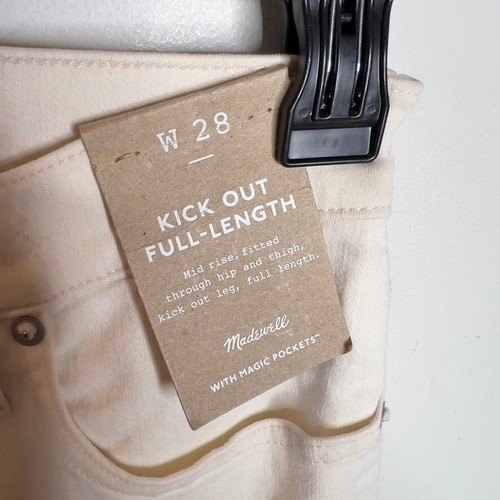 W 28
KICK OUT
FULL-LENGTH
Mid rise, fitted
through hip and thigh,
kick out leg, full length.
Madewell
WITH MAGIC POCKETS™